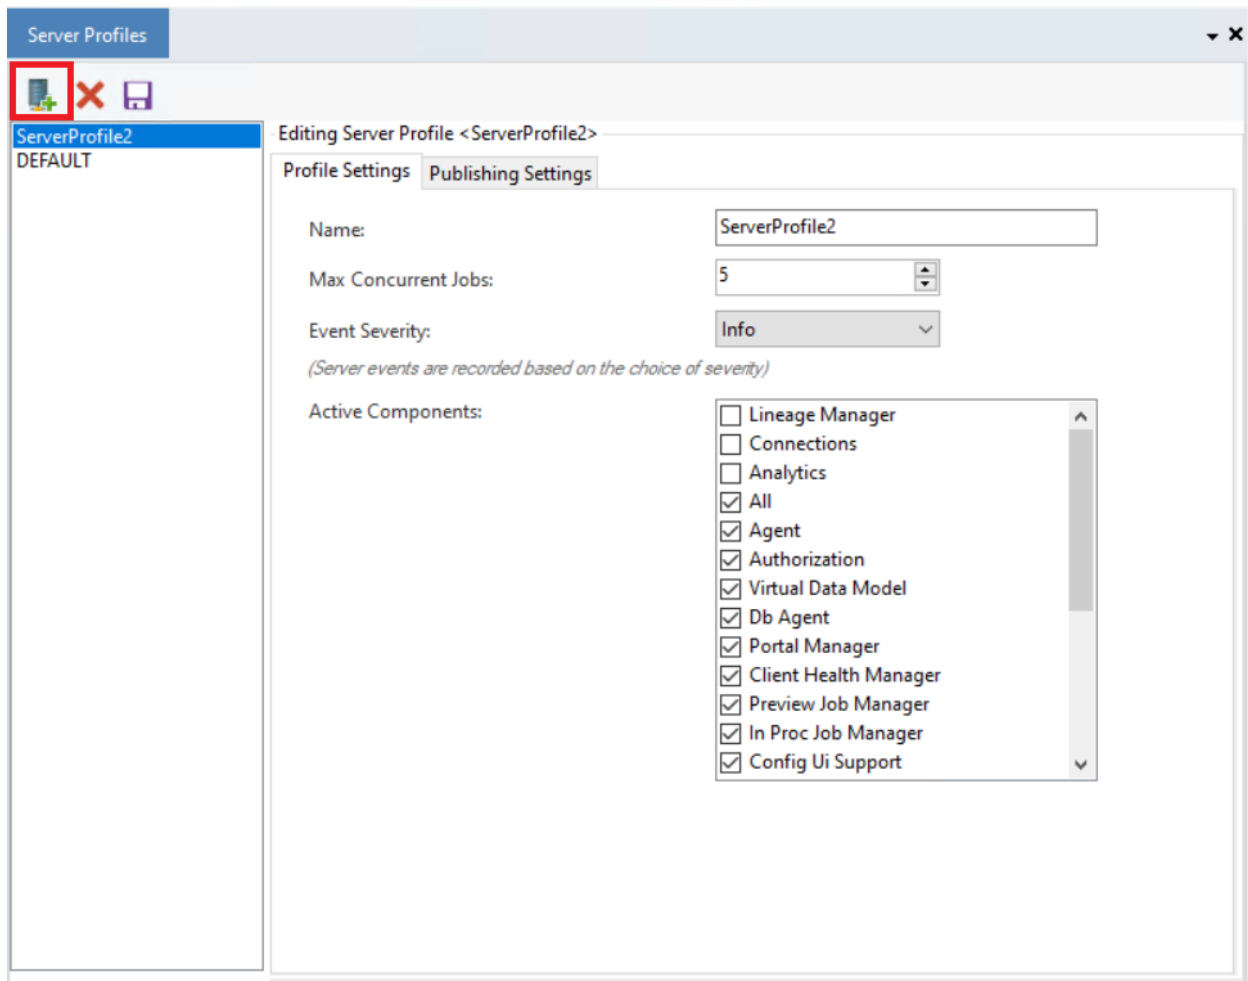 Server Profiles
ServerProfile2
DEFAULT
Editing Server Profile <ServerProfile2>
Profile Settings
Publishing Settings
Name:
ServerProfile2
Max Concurrent Jobs:
5
Event Severity:
Info
(Server events are recorded based on the choice of severity)
Active Components:
Lineage Manager
Connections
Analytics
All
Agent
Authorization
Virtual Data Model
Db Agent
Portal Manager
Client Health Manager
Preview Job Manager
In Proc Job Manager
Config Ui Support